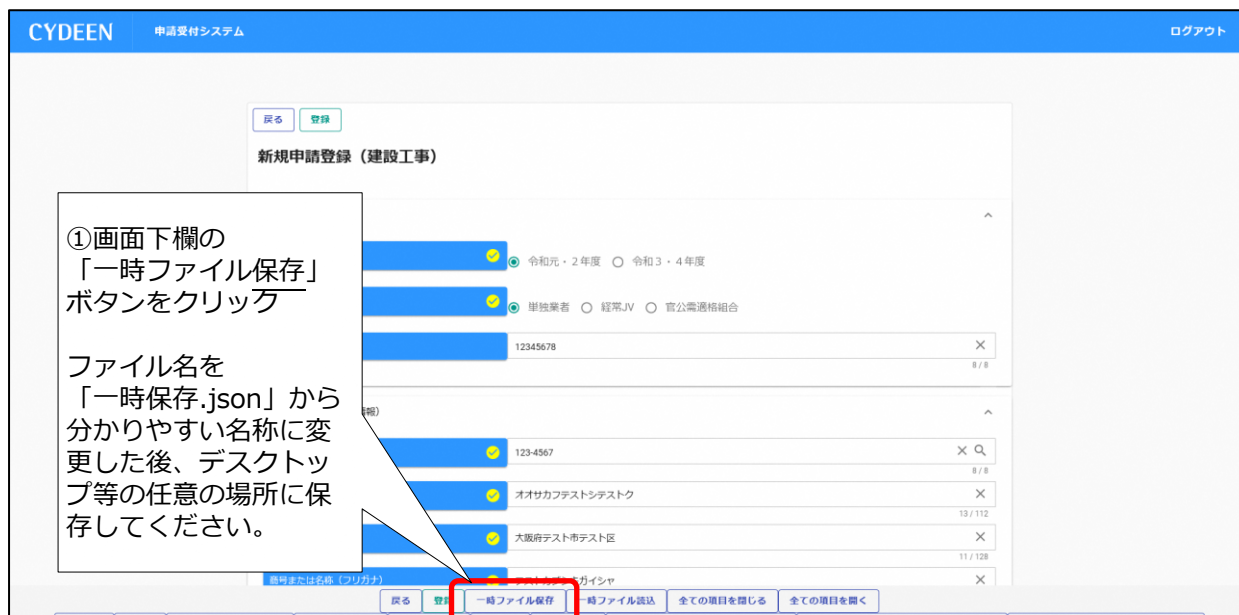 CYDEEN 申請受付システム ログアウト
戻る 登録
新規申請登録（建設工事）
①画面下欄の
「一時ファイル保存」
ボタンをクリック
ファイル名を
「一時保存.json」から
分かりやすい名称に変
更した後、デスクトッ
プ等の任意の場所に保
存してください。
令和元・２年度 令和３・４年度
単独業者 経常JV 官公需適格組合
12345678
8 / 8
123-4567
8 / 8
オオサカフテストシテストク
13 / 112
大阪府テスト市テスト区
11 / 128
商号または名称（フリガナ）
戻る 登録 一時ファイル保存 一時ファイル読込 全ての項目を閉じる 全ての項目を開く